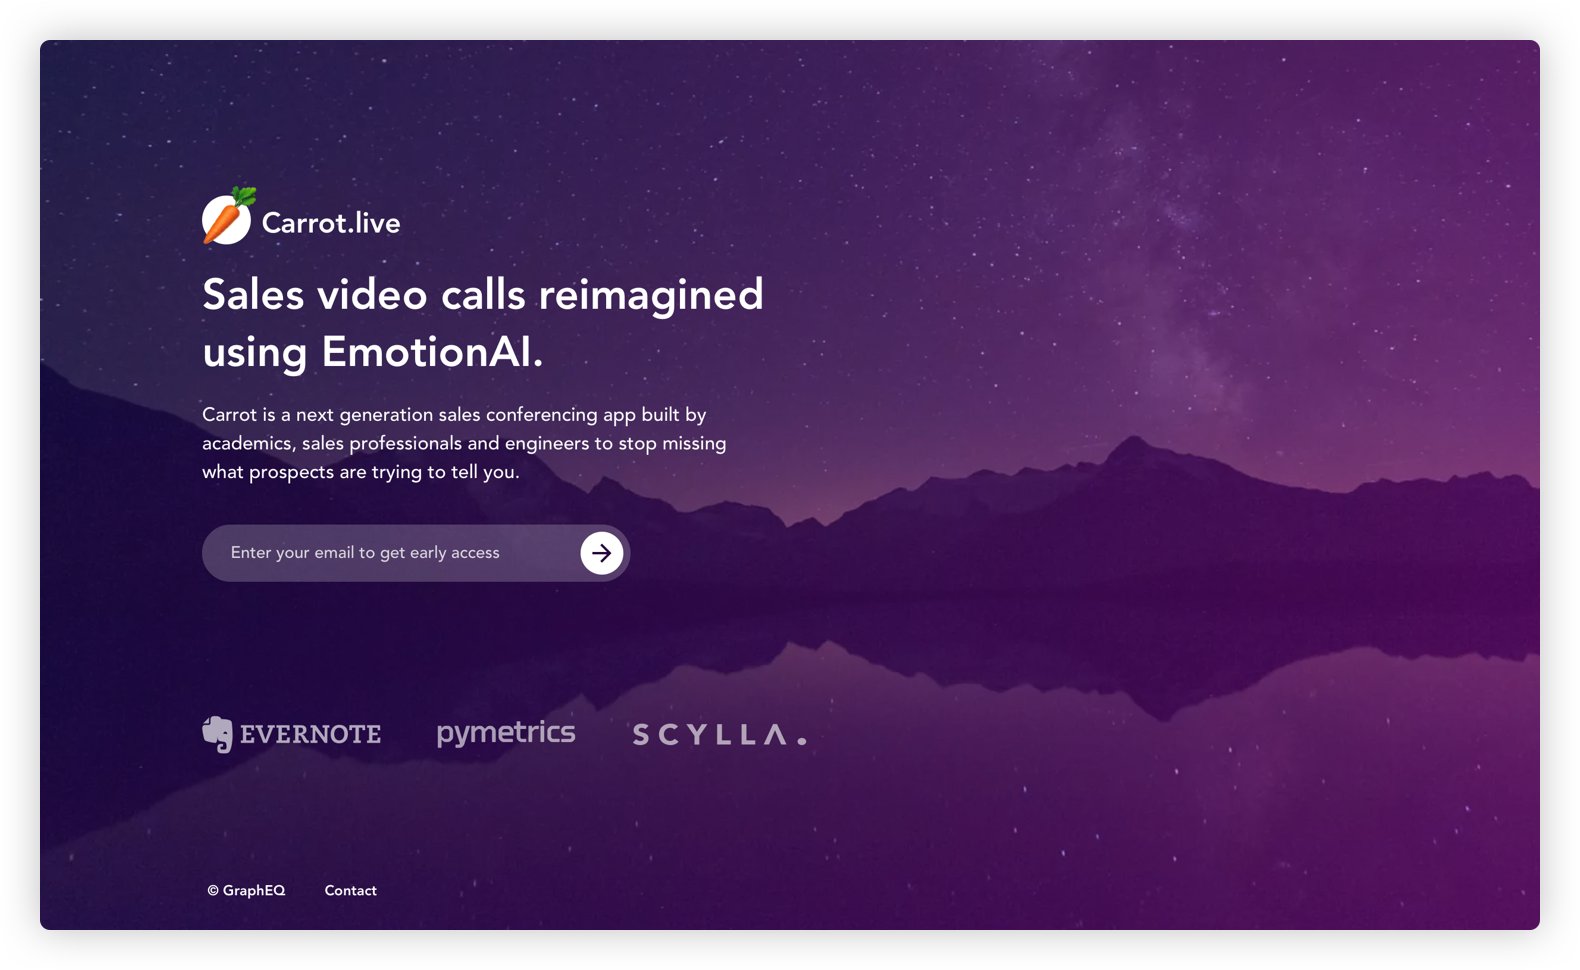 Carrot.live
Sales video calls reimagined
using EmotionAI.
Carrot is a next generation sales conferencing app built by
academics, sales professionals and engineers to stop missing
what prospects are trying to tell you.
Enter your email to get early access
EVERNOTE pymetrics SCYLLA.
© GraphEQ Contact